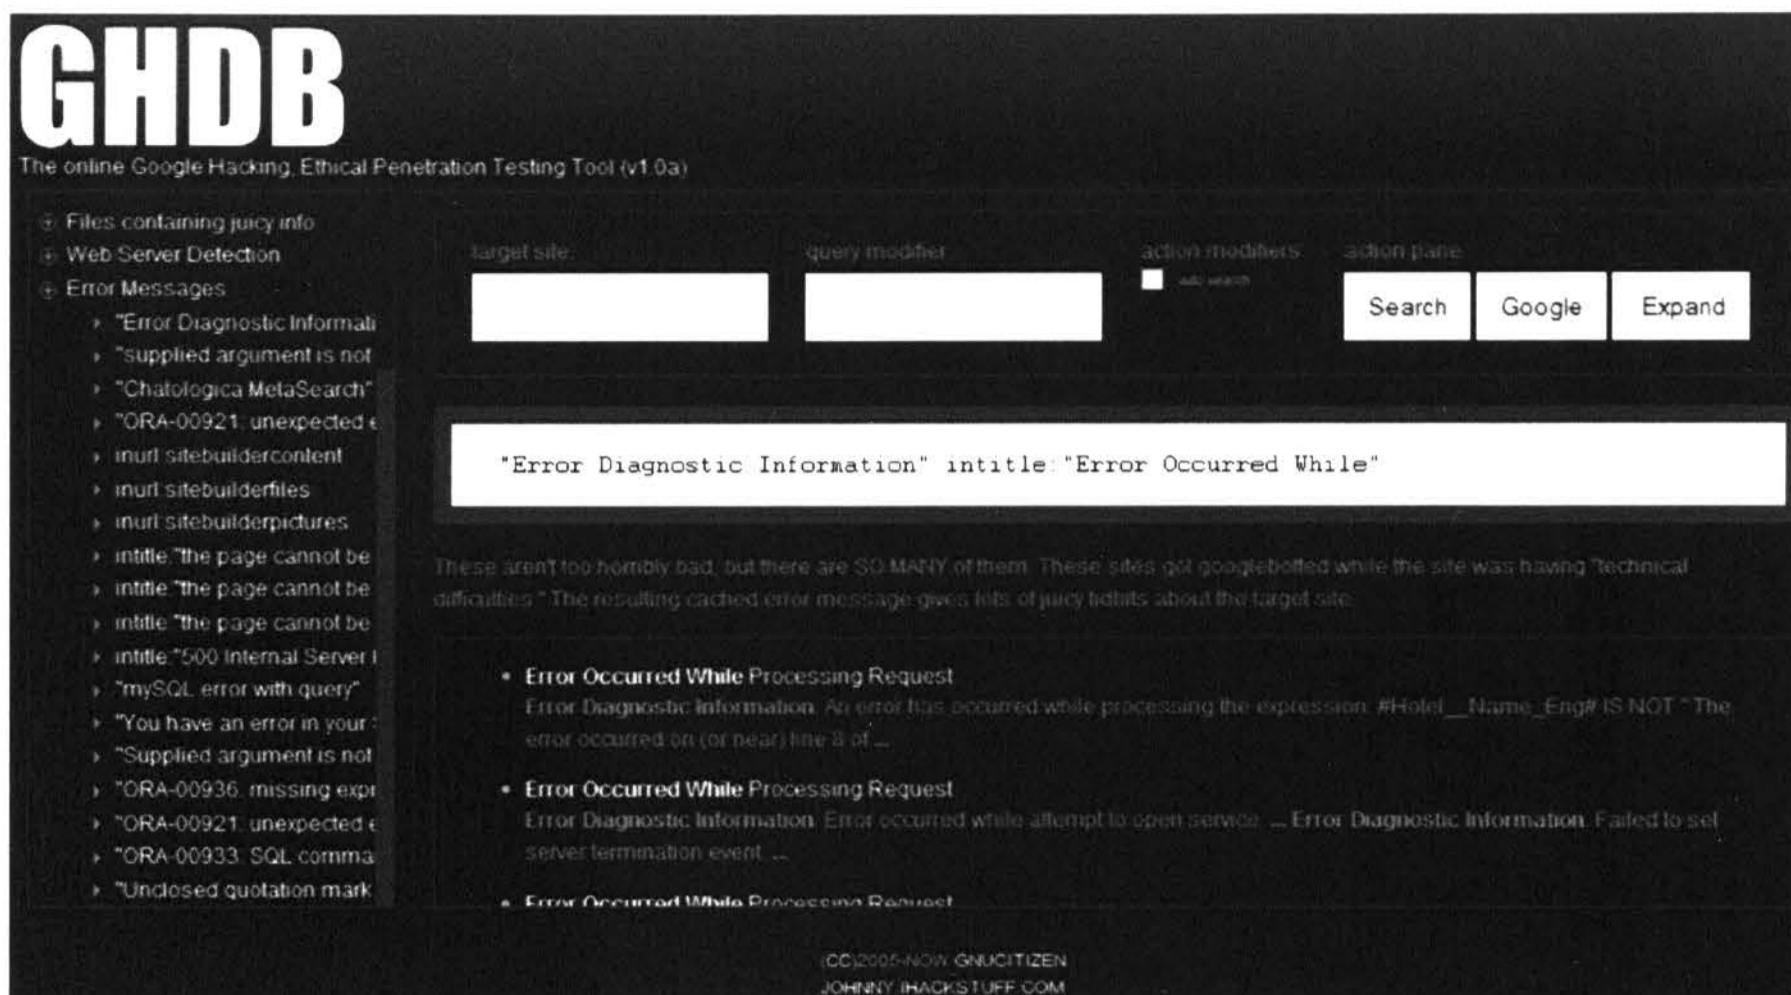 GHDB
The online Google Hacking, Ethical Penetration Testing Tool (v1.0a)
Files containing juicy info
Web Server Detection
Error Messages
"Error Diagnostic Informati
"supplied argument is not
"Chatologica MetaSearch"
"ORA-00921: unexpected e
inurl:sitebuildercontent
inurl:sitebuilderfiles
inurl:sitebuilderpictures
intitle:"the page cannot be
intitle:"the page cannot be
intitle:"the page cannot be
intitle:"500 Internal Server
"mySQL error with query"
"You have an error in your
"Supplied argument is not
"ORA-00936: missing expr
"ORA-00921: unexpected e
"ORA-00933: SQL comma
"Unclosed quotation mark
target site: query modifier action modifiers action pane
search
Search Google Expand
"Error Diagnostic Information" intitle:"Error Occurred While"
These aren't too horribly bad, but there are SO MANY of them. These sites got googlebotted while the site was having "technical
difficulties." The resulting cached error message gives lots of juicy tidbits about the target site.
Error Occurred While Processing Request
Error Diagnostic Information. An error has occurred while processing the expression: #Hotel__Name_Eng# IS NOT " The
error occurred on (or near) line 8 of ...
Error Occurred While Processing Request
Error Diagnostic Information. Error occurred while attempt to open service. ... Error Diagnostic Information. Failed to set
server termination event. ...
Error Occurred While Processing Request
(CC)2005-NOW GNUCITIZEN
JOHNNY.IHACKSTUFF.COM